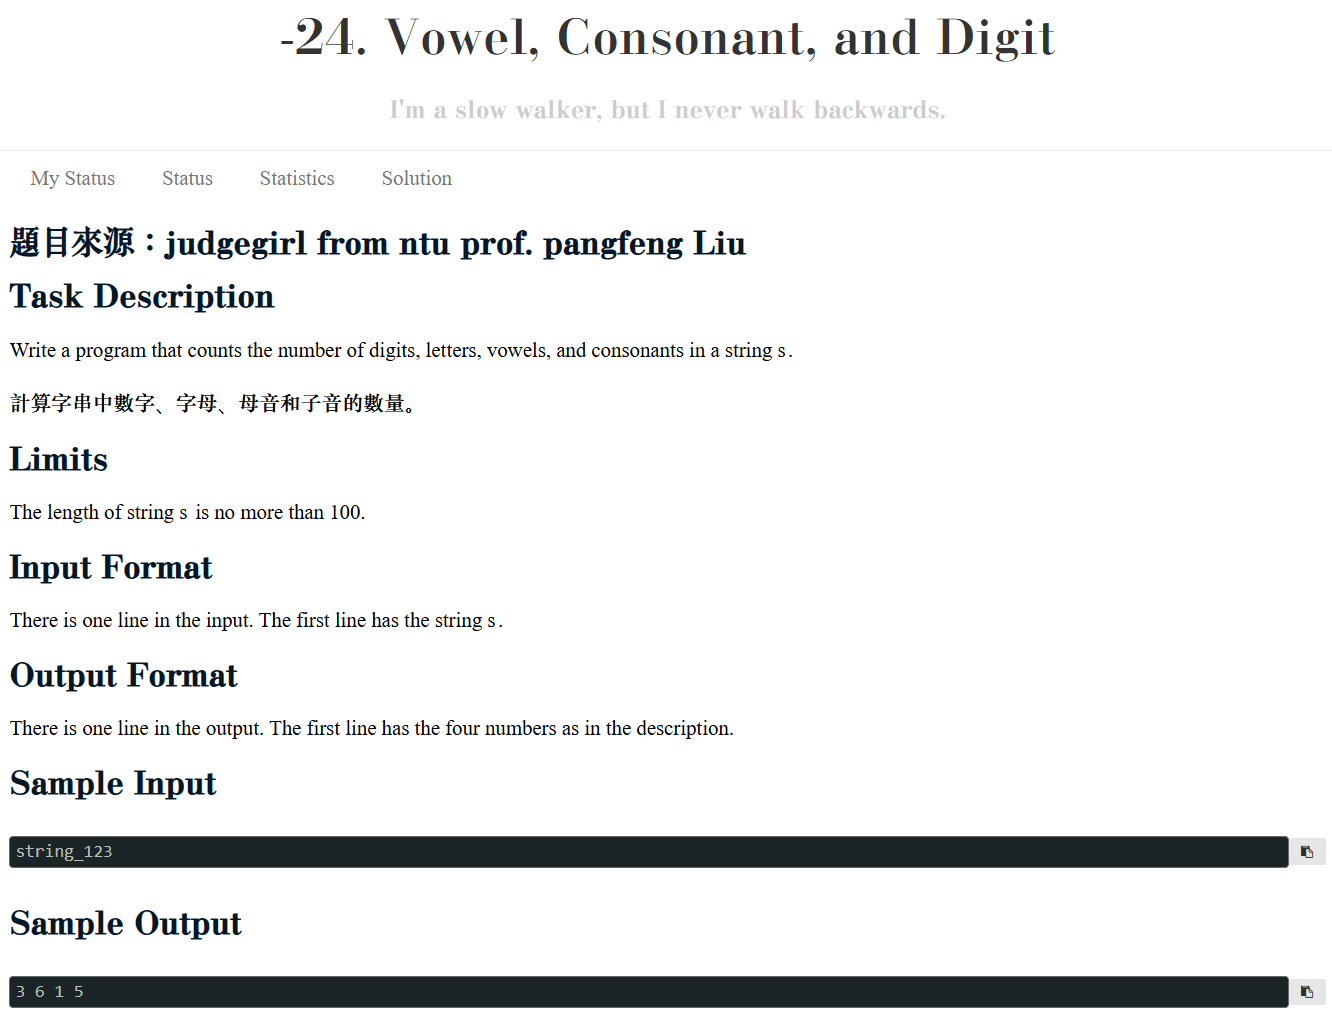 -24. Vowel, Consonant, and Digit
I'm a slow walker, but I never walk backwards.
My Status Status Statistics Solution
題目來源：judgegirl from ntu prof. pangfeng Liu
Task Description
Write a program that counts the number of digits, letters, vowels, and consonants in a string s.
計算字串中數字、字母、母音和子音的數量。
Limits
The length of string s is no more than 100.
Input Format
There is one line in the input. The first line has the string s.
Output Format
There is one line in the output. The first line has the four numbers as in the description.
Sample Input
string_123
Sample Output
3 6 1 5